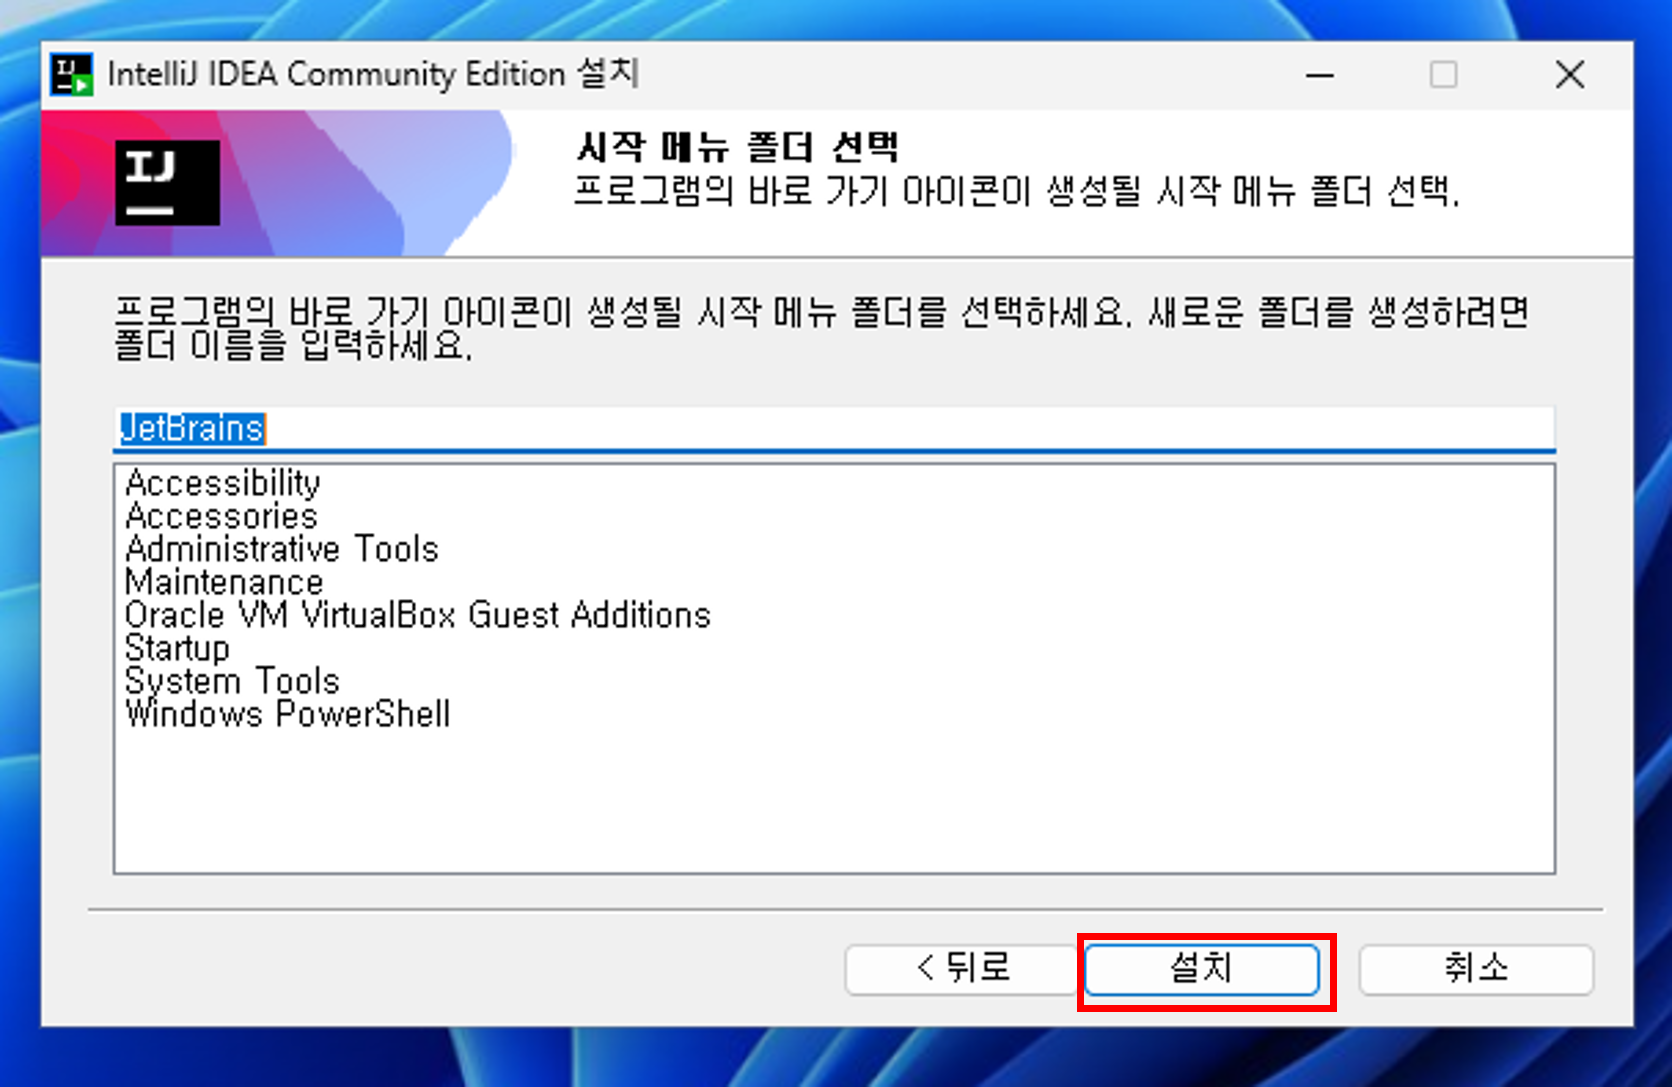 IntelliJ IDEA Community Edition 설치
IJ
시작 메뉴 폴더 선택
프로그램의 바로 가기 아이콘이 생성될 시작 메뉴 폴더 선택.
프로그램의 바로 가기 아이콘이 생성될 시작 메뉴 폴더를 선택하세요. 새로운 폴더를 생성하려면
폴더 이름을 입력하세요.
JetBrains
Accessibility
Accessories
Administrative Tools
Maintenance
Oracle VM VirtualBox Guest Additions
Startup
System Tools
Windows PowerShell
< 뒤로
설치
취소